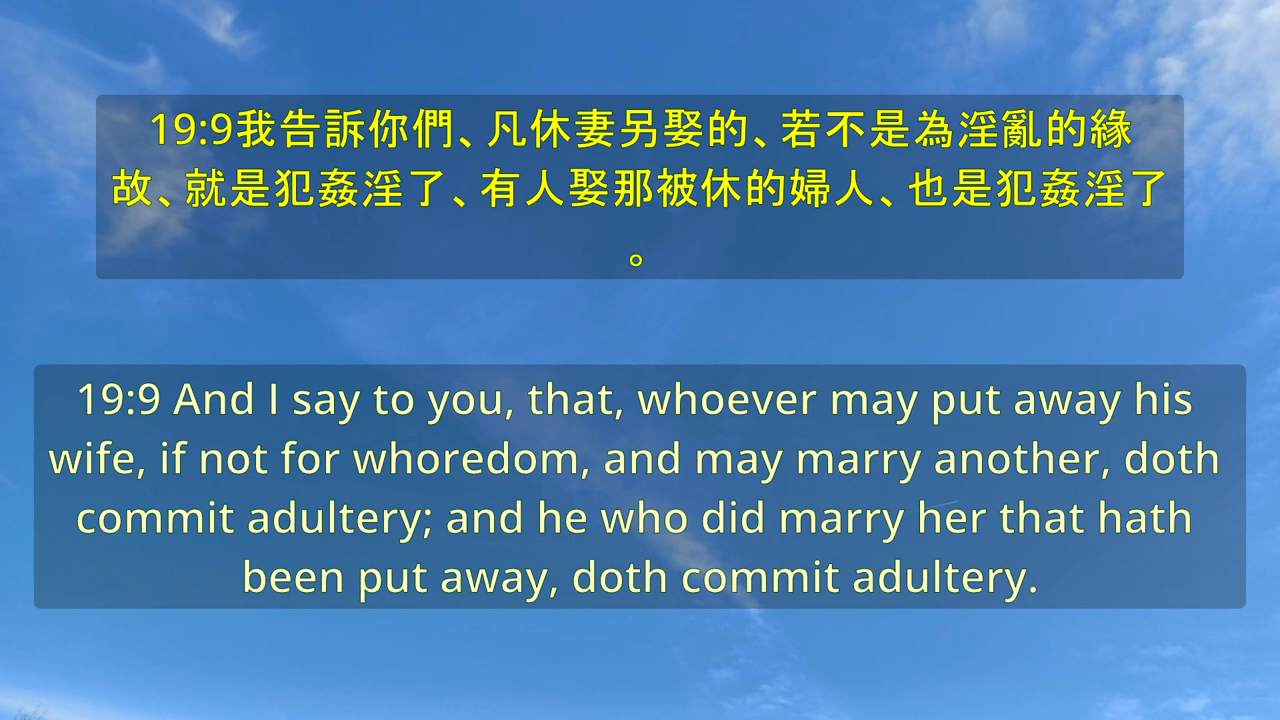 19:9我告訴你們、凡休妻另娶的、若不是為淫亂的緣
故、就是犯姦淫了、有人娶那被休的婦人、也是犯姦淫了
。
19:9 And I say to you, that, whoever may put away his
wife, if not for whoredom, and may marry another, doth
commit adultery; and he who did marry her that hath
been put away, doth commit adultery.